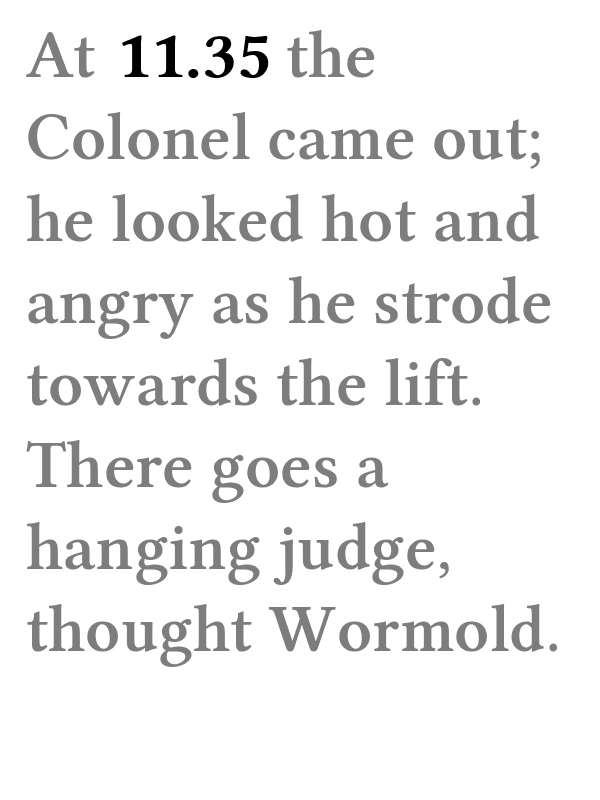 At 11.35 the
Colonel came out;
he looked hot and
angry as he strode
towards the lift.
There goes a
hanging judge,
thought Wormold.